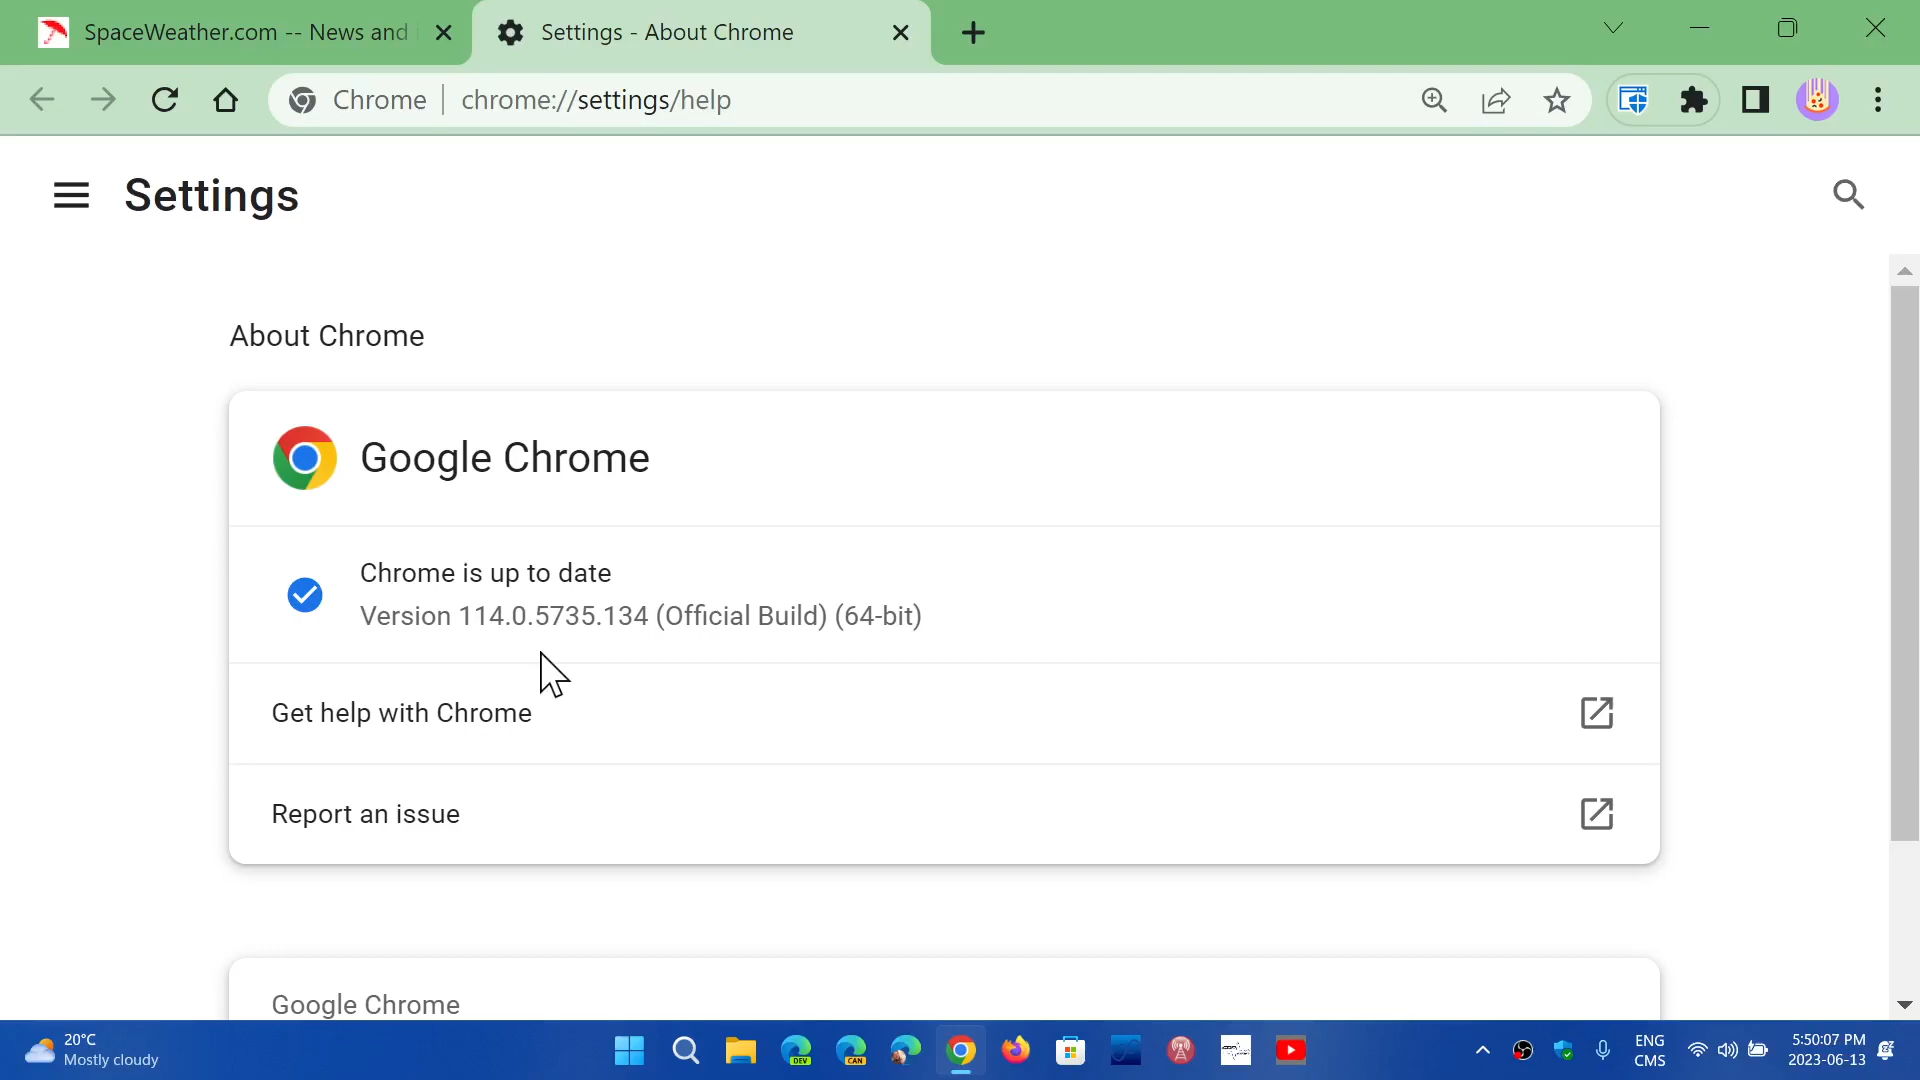 SpaceWeather.com -- News and
Settings - About Chrome
Chrome
chrome://settings/help
Settings
About Chrome
Google Chrome
Chrome is up to date
Version 114.0.5735.134 (Official Build) (64-bit)
Get help with Chrome
Report an issue
Google Chrome
20°C
Mostly cloudy
DEV
CAN
ENG
CMS
5:50:07 PM
2023-06-13